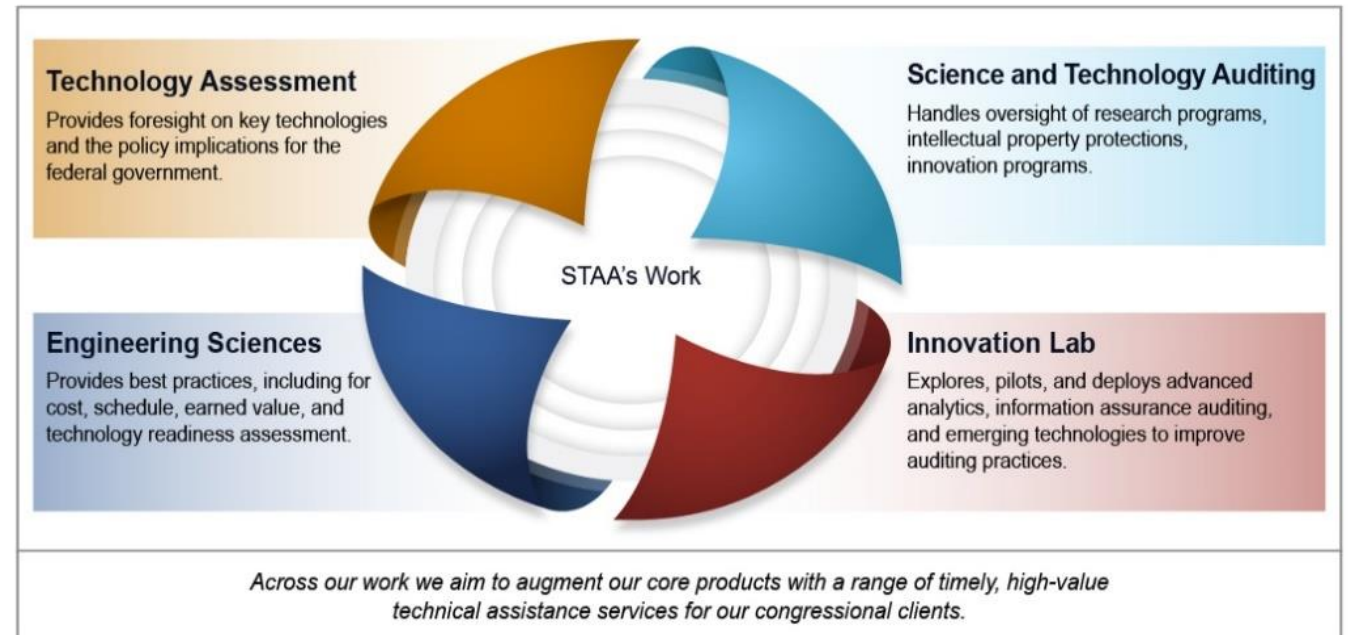 Technology Assessment
Provides foresight on key technologies
and the policy implications for the
federal government.
Science and Technology Auditing
Handles oversight of research programs,
intellectual property protections,
innovation programs.
STAA's Work
Engineering Sciences
Provides best practices, including for
cost, schedule, earned value, and
technology readiness assessment.
Innovation Lab
Explores, pilots, and deploys advanced
analytics, information assurance auditing,
and emerging technologies to improve
auditing practices.
Across our work we aim to augment our core products with a range of timely, high-value
technical assistance services for our congressional clients.